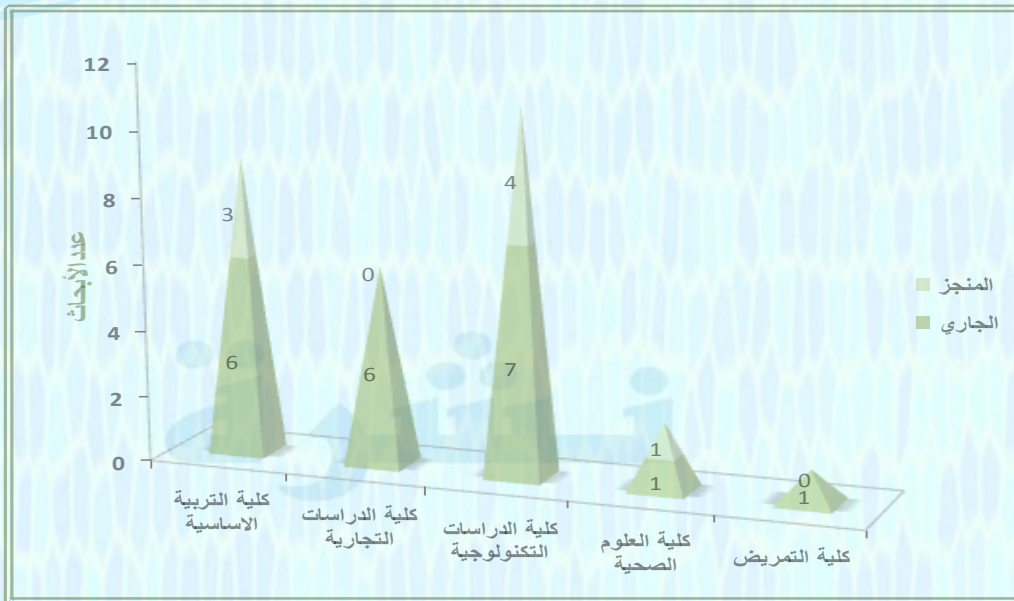 12
10
8
6
4
2
0
عدد الأبحاث
3
6
0
6
4
7
1
1
0
1
كلية التربية
الاساسية
كلية الدراسات
التجارية
كلية الدراسات
التكنولوجية
كلية العلوم
الصحية
كلية التمريض
المنجز
الجاري
نشرة